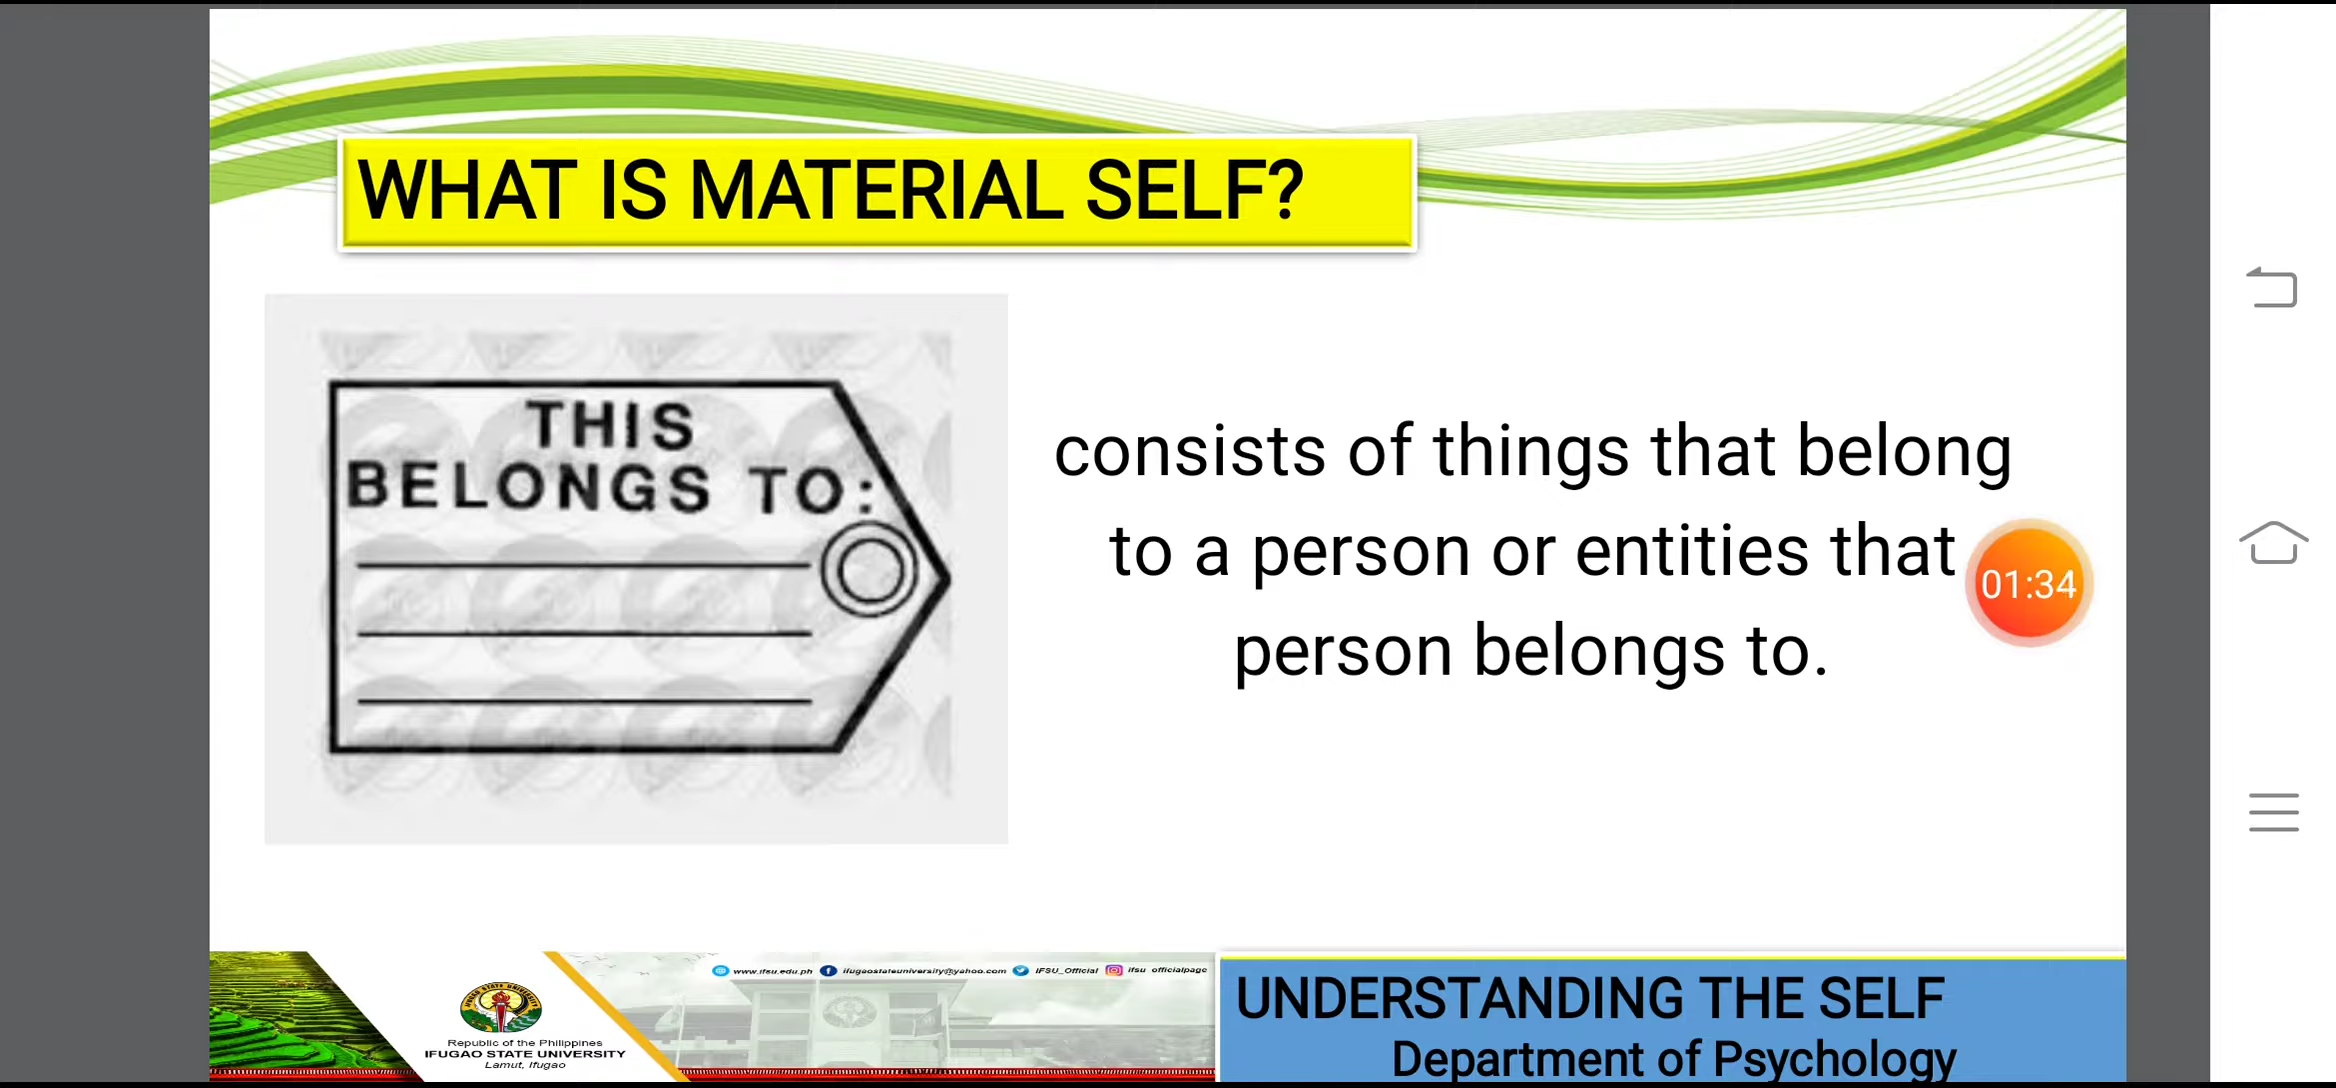 WHAT IS MATERIAL SELF?
THIS
BELONGS TO:
consists of things that belong
to a person or entities that
person belongs to.
01:34
www.ifsu.edu.ph ifugaostateuniversity@yahoo.com IFSU_Official ifsu officialpage
Republic of the Philippines
IFUGAO STATE UNIVERSITY
Lamut, Ifugao
UNDERSTANDING THE SELF
Department of Psychology